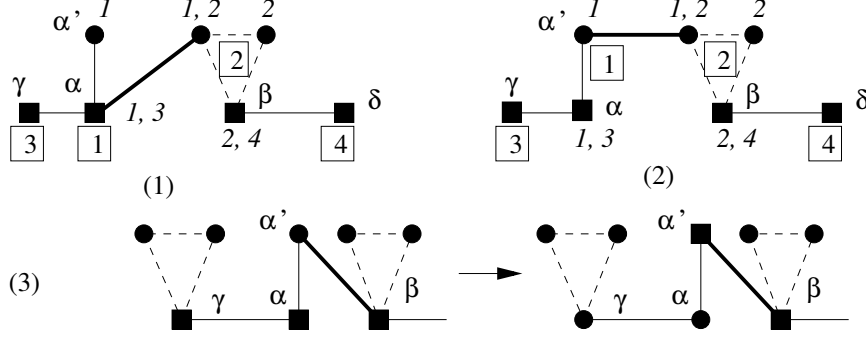 α' 1 1, 2 2 α' 1 1, 2 2
2 1 2
γ α β δ γ α β δ
1, 3
3 1 2, 4 4 3 1, 3 2, 4 4
(1) (2)
α' α'
(3) γ α β γ α β